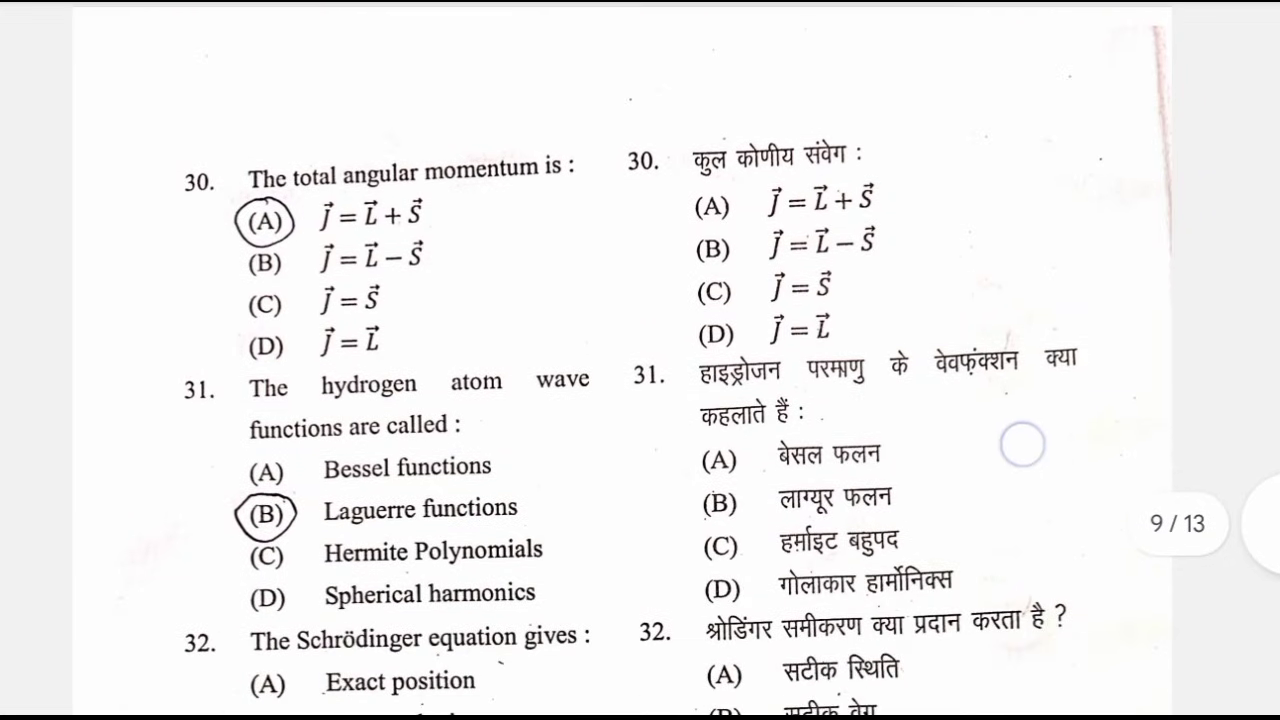 30. The total angular momentum is :
(A) J⃗ = L⃗ + S⃗
(B) J⃗ = L⃗ − S⃗
(C) J⃗ = S⃗
(D) J⃗ = L⃗
31. The hydrogen atom wave
functions are called :
(A) Bessel functions
(B) Laguerre functions
(C) Hermite Polynomials
(D) Spherical harmonics
32. The Schrödinger equation gives :
(A) Exact position
30. कुल कोणीय संवेग :
(A) J⃗ = L⃗ + S⃗
(B) J⃗ = L⃗ − S⃗
(C) J⃗ = S⃗
(D) J⃗ = L⃗
31. हाइड्रोजन परमाणु के वेवफ़ंक्शन क्या
कहलाते हैं :
(A) बेसल फलन
(B) लाग्यूर फलन
(C) हर्माइट बहुपद
(D) गोलाकार हार्मोनिक्स
32. श्रोडिंगर समीकरण क्या प्रदान करता है ?
(A) सटीक स्थिति
(B) सटीक वेग
9 / 13